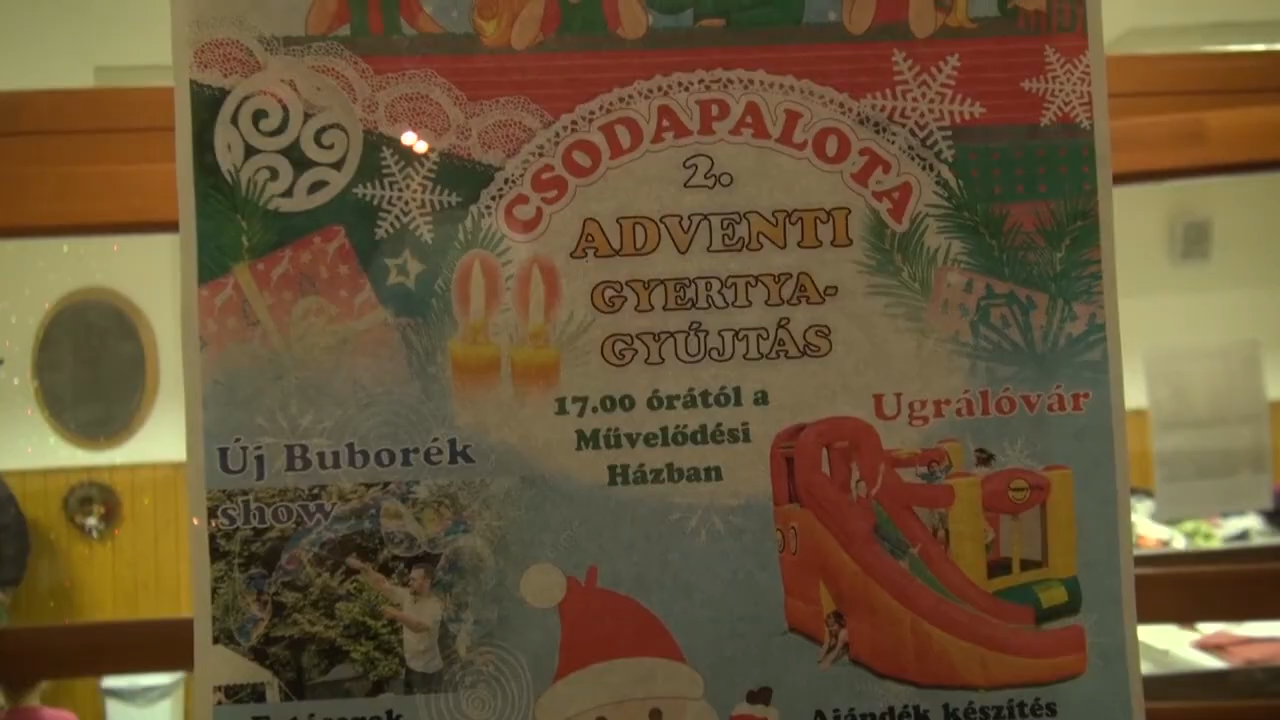 CSODAPALOTA
2.
ADVENTI
GYERTYA-
GYÚJTÁS
17.00 órától a
Művelődési
Házban
Ugrálóvár
Új Buborék
show
Ajándék készítés